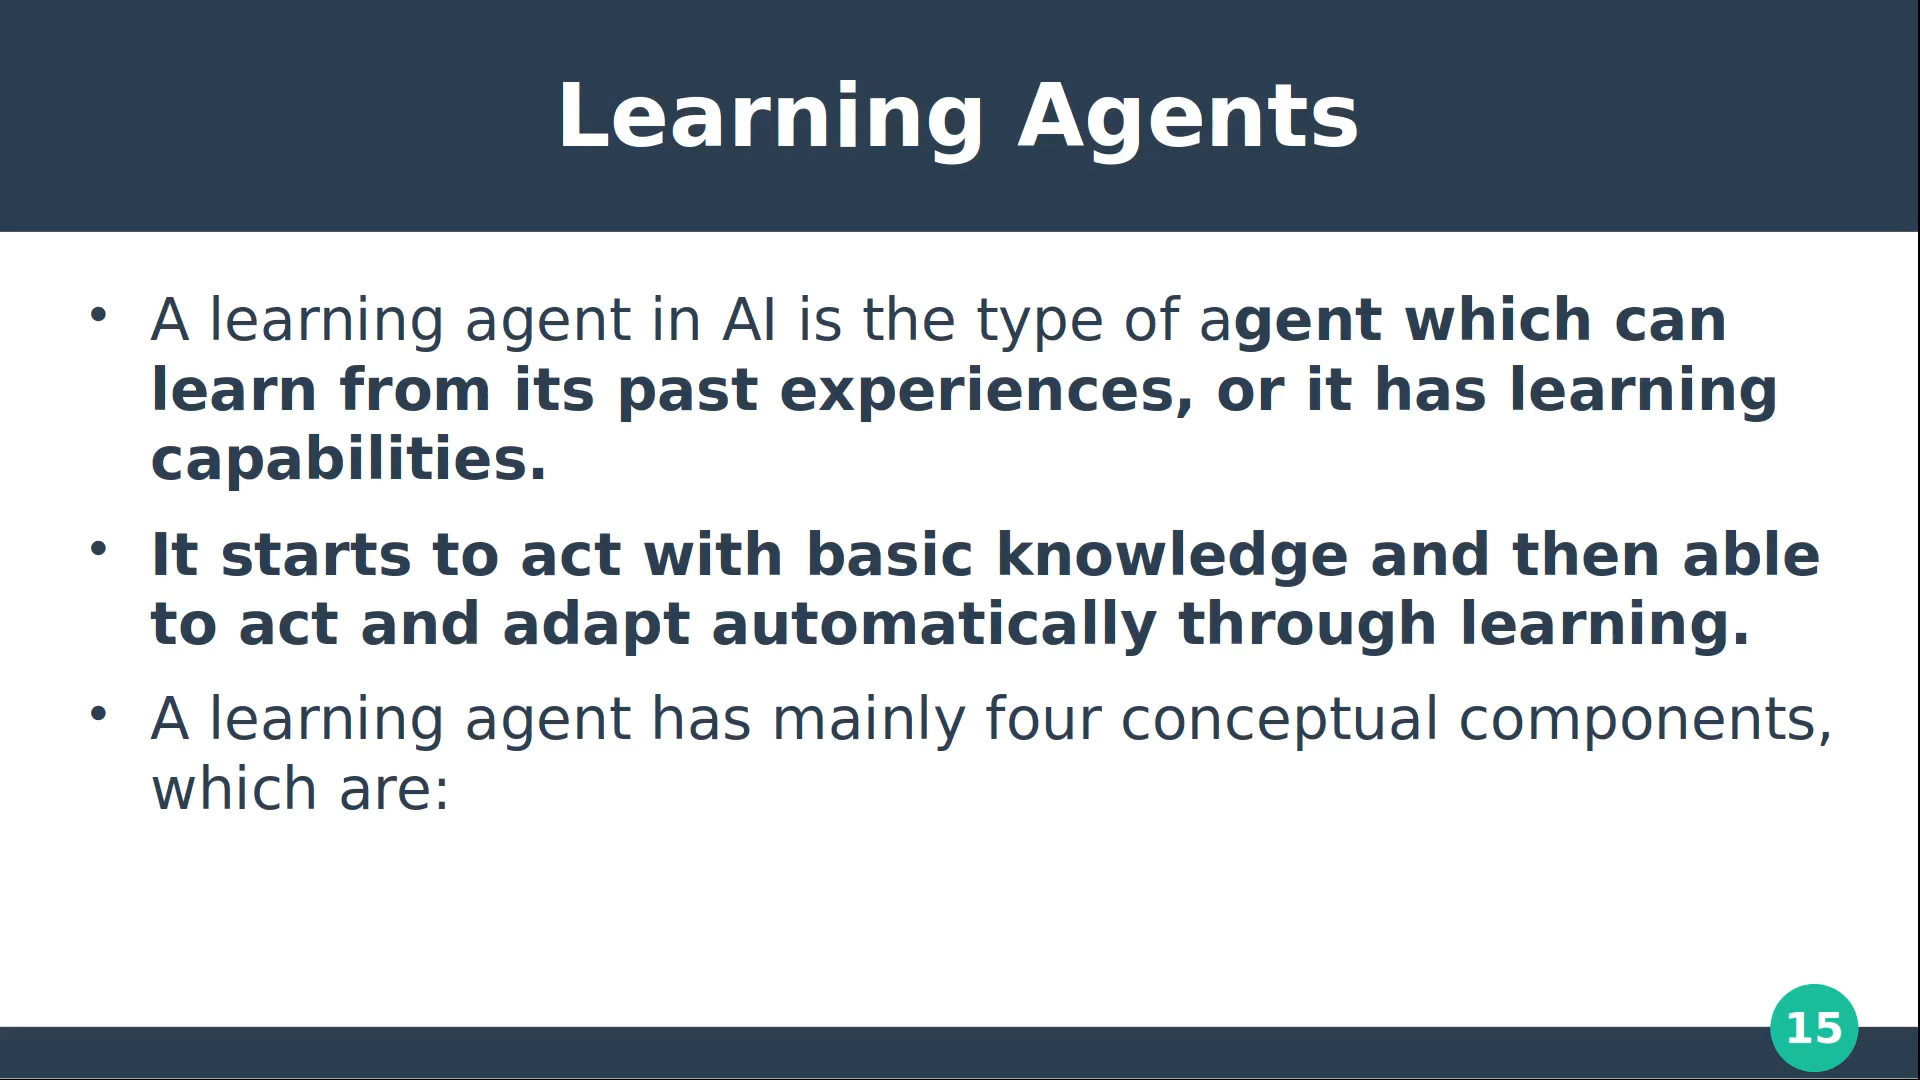 Learning Agents
• A learning agent in AI is the type of agent which can
learn from its past experiences, or it has learning
capabilities.
• It starts to act with basic knowledge and then able
to act and adapt automatically through learning.
• A learning agent has mainly four conceptual components,
which are:
15